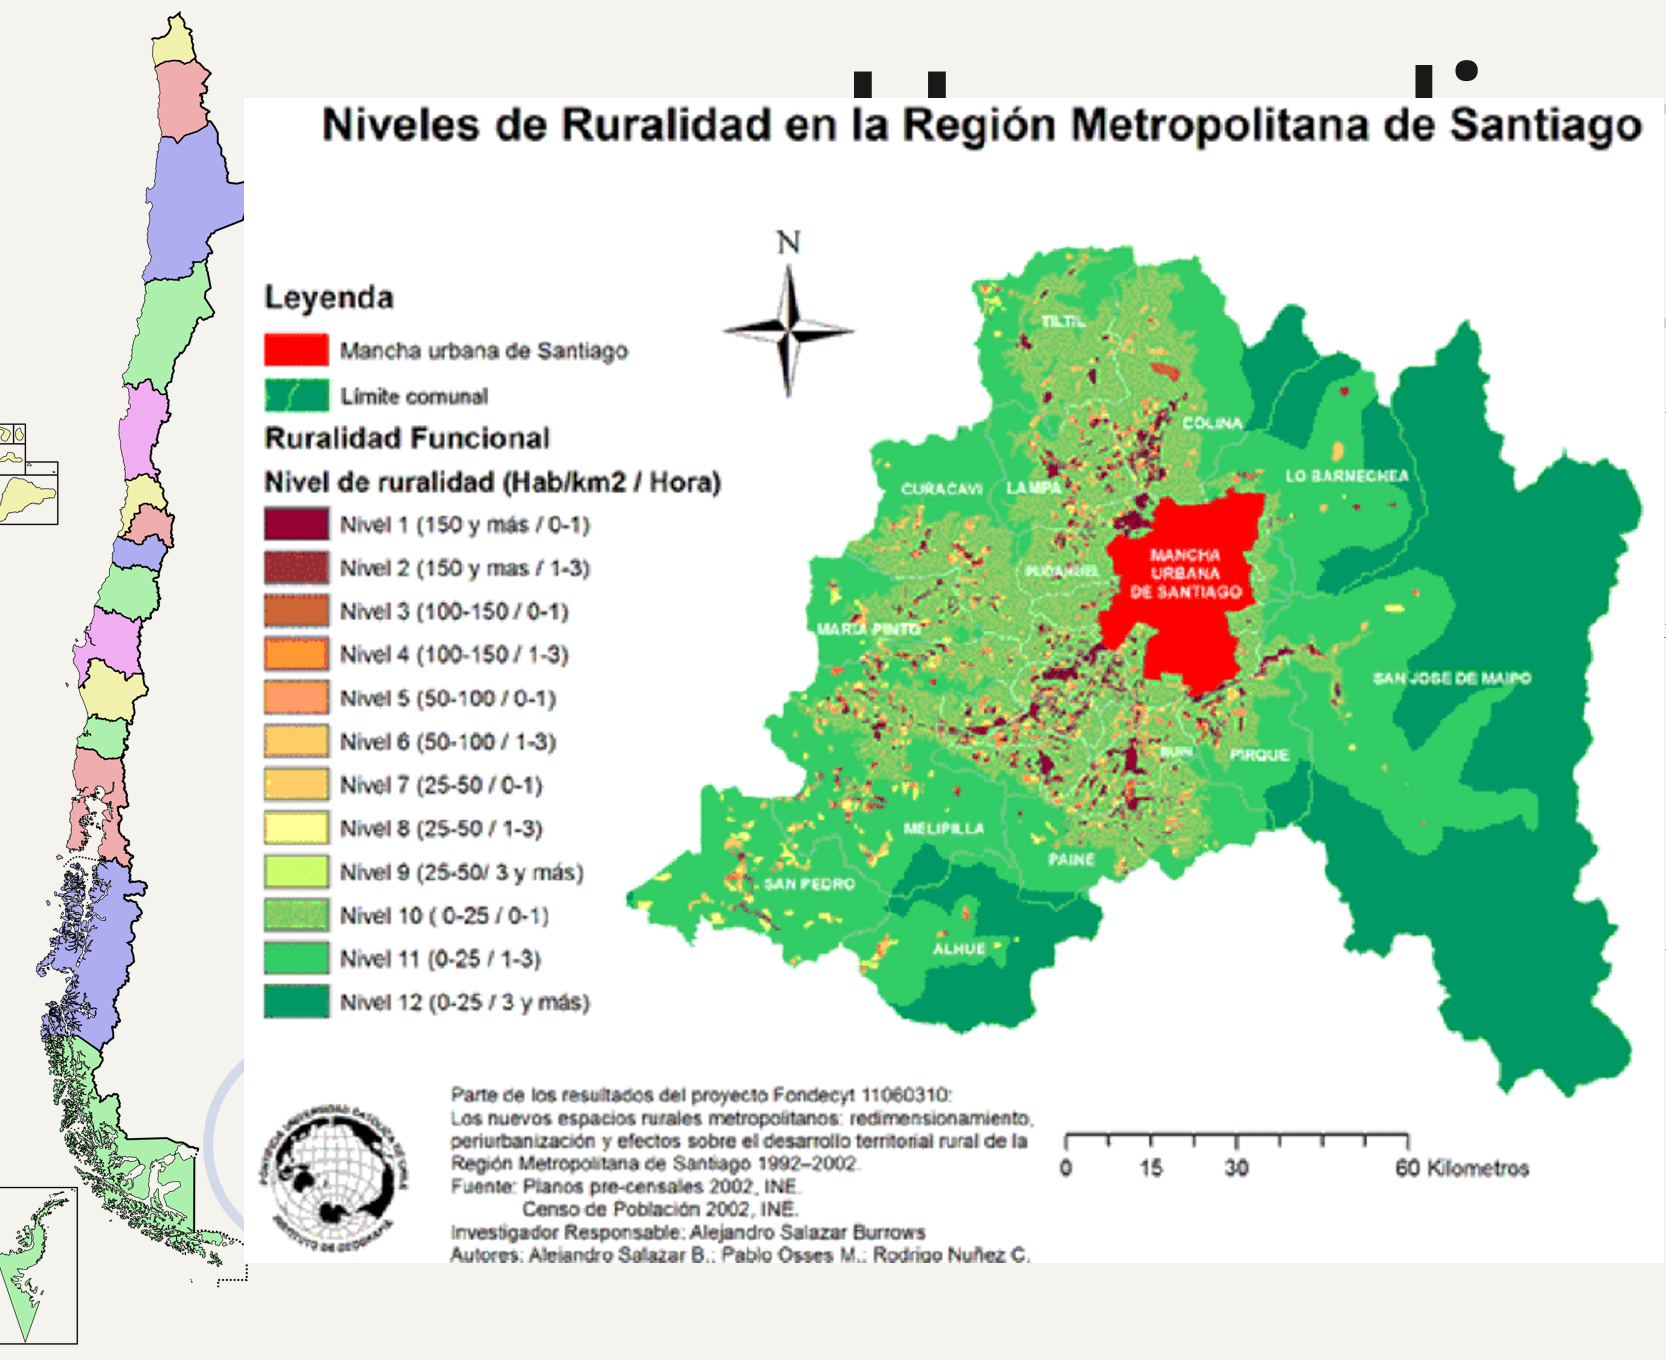 Niveles de Ruralidad en la Región Metropolitana de Santiago
N
Leyenda
Mancha urbana de Santiago
Límite comunal
Ruralidad Funcional
Nivel de ruralidad (Hab/km2 / Hora)
Nivel 1 (150 y más / 0-1)
Nivel 2 (150 y mas / 1-3)
Nivel 3 (100-150 / 0-1)
Nivel 4 (100-150 / 1-3)
Nivel 5 (50-100 / 0-1)
Nivel 6 (50-100 / 1-3)
Nivel 7 (25-50 / 0-1)
Nivel 8 (25-50 / 1-3)
Nivel 9 (25-50/ 3 y más)
Nivel 10 ( 0-25 / 0-1)
Nivel 11 (0-25 / 1-3)
Nivel 12 (0-25 / 3 y más)
TILTIL
COLINA
LO BARNECHEA
CURACAVI
LAMPA
MANCHA
URBANA
DE SANTIAGO
PUDAHUEL
MARIA PINTO
SAN JOSE DE MAIPO
BUIN
PIRQUE
MELIPILLA
PAINE
SAN PEDRO
ALHUE
Parte de los resultados del proyecto Fondecyt 11060310:
Los nuevos espacios rurales metropolitanos: redimensionamiento,
periurbanización y efectos sobre el desarrollo territorial rural de la
Región Metropolitana de Santiago 1992–2002.
Fuente: Planos pre-censales 2002, INE.
Censo de Población 2002, INE.
Investigador Responsable: Alejandro Salazar Burrows
Autores: Alejandro Salazar B.; Pablo Osses M.; Rodrigo Nuñez C.
0 15 30 60 Kilometros
PONTIFICIA UNIVERSIDAD CATOLICA DE CHILE
INSTITUTO DE GEOGRAFIA